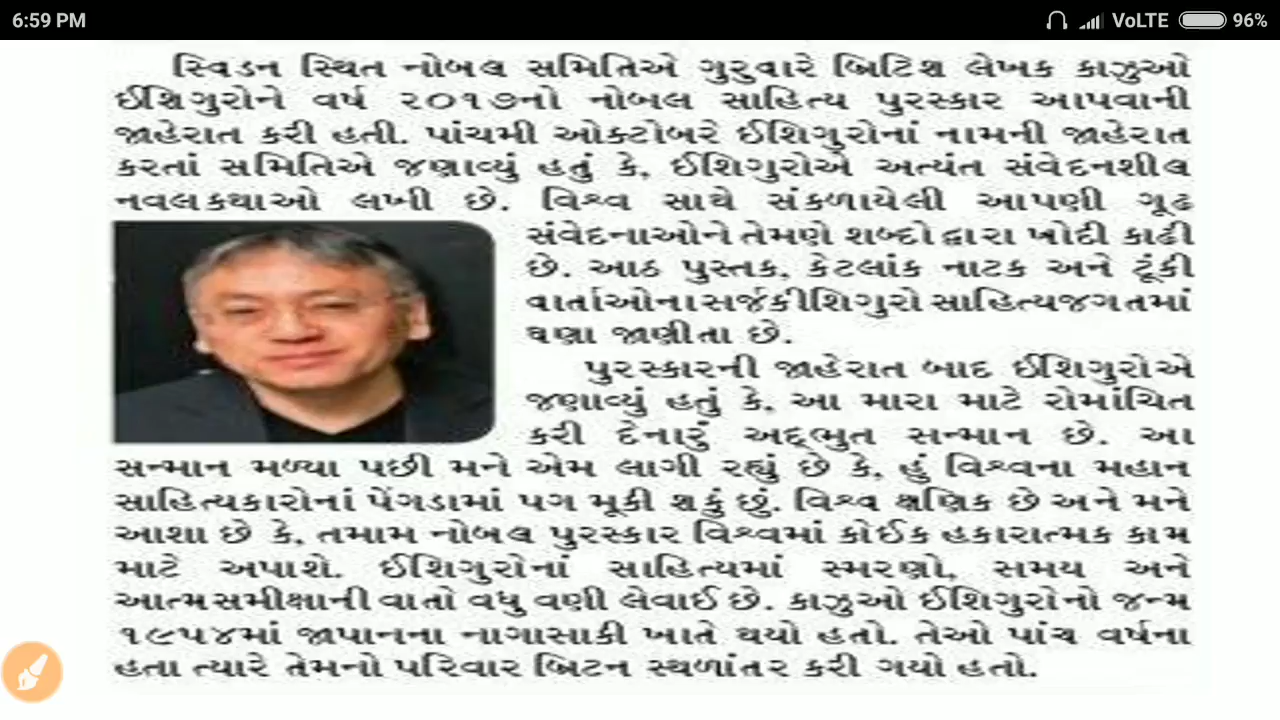 6:59 PM VoLTE 96%
સ્વિડન સ્થિત નોબલ સમિતિએ ગુરુવારે બ્રિટિશ લેખક કાઝુઓ
ઈશિગુરોને વર્ષ ૨૦૧૭નો નોબલ સાહિત્ય પુરસ્કાર આપવાની
જાહેરાત કરી હતી. પાંચમી ઓક્ટોબરે ઈશિગુરોનાં નામની જાહેરાત
કરતાં સમિતિએ જણાવ્યું હતું કે, ઈશિગુરોએ અત્યંત સંવેદનશીલ
નવલકથાઓ લખી છે. વિશ્વ સાથે સંકળાયેલી આપણી ગૂઢ
સંવેદનાઓને તેમણે શબ્દો દ્વારા ખોદી કાઢી
છે. આઠ પુસ્તક, કેટલાંક નાટક અને ટૂંકી
વાર્તાઓના સર્જક ીશિગુરો સાહિત્યજગતમાં
ઘણા જાણીતા છે.
પુરસ્કારની જાહેરાત બાદ ઈશિગુરોએ
જણાવ્યું હતું કે, આ મારા માટે રોમાંચિત
કરી દેનારું અદ્ભુત સન્માન છે. આ
સન્માન મળ્યા પછી મને એમ લાગી રહ્યું છે કે, હું વિશ્વના મહાન
સાહિત્યકારોનાં પેંગડામાં પગ મૂકી શકું છું. વિશ્વ ક્ષણિક છે અને મને
આશા છે કે, તમામ નોબલ પુરસ્કાર વિશ્વમાં કોઈક હકારાત્મક કામ
માટે અપાશે. ઈશિગુરોનાં સાહિત્યમાં સ્મરણો, સમય અને
આત્મસમીક્ષાની વાતો વધુ વણી લેવાઈ છે. કાઝુઓ ઈશિગુરોનો જન્મ
૧૯૫૪માં જાપાનના નાગાસાકી ખાતે થયો હતો. તેઓ પાંચ વર્ષના
હતા ત્યારે તેમનો પરિવાર બ્રિટન સ્થળાંતર કરી ગયો હતો.